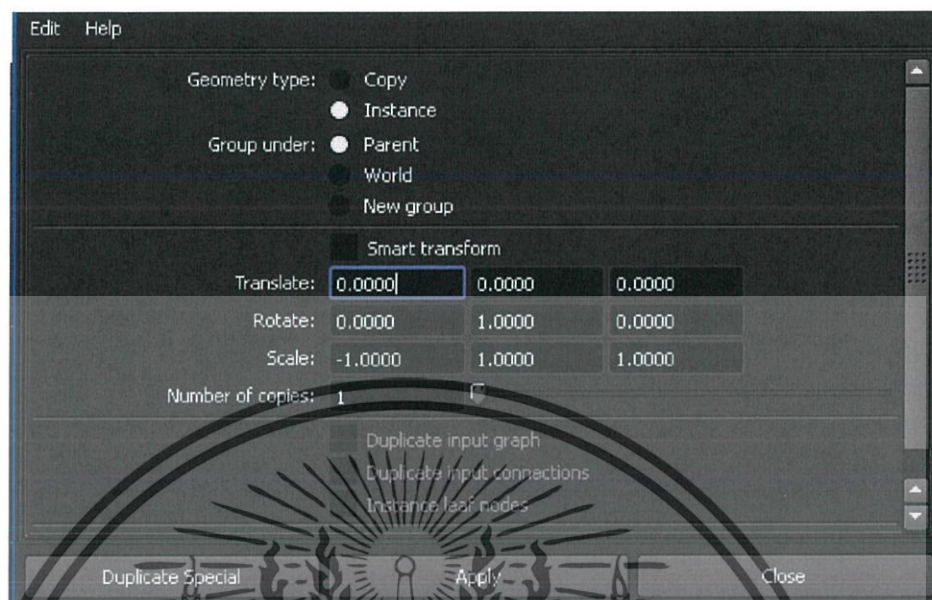 Edit Help
Geometry type: Copy
Instance
Group under: Parent
World
New group
Smart transform
Translate: 0.0000 0.0000 0.0000
Rotate: 0.0000 1.0000 0.0000
Scale: -1.0000 1.0000 1.0000
Number of copies: 1
Duplicate input graph
Duplicate input connections
Instance leaf nodes
Duplicate Special Apply Close